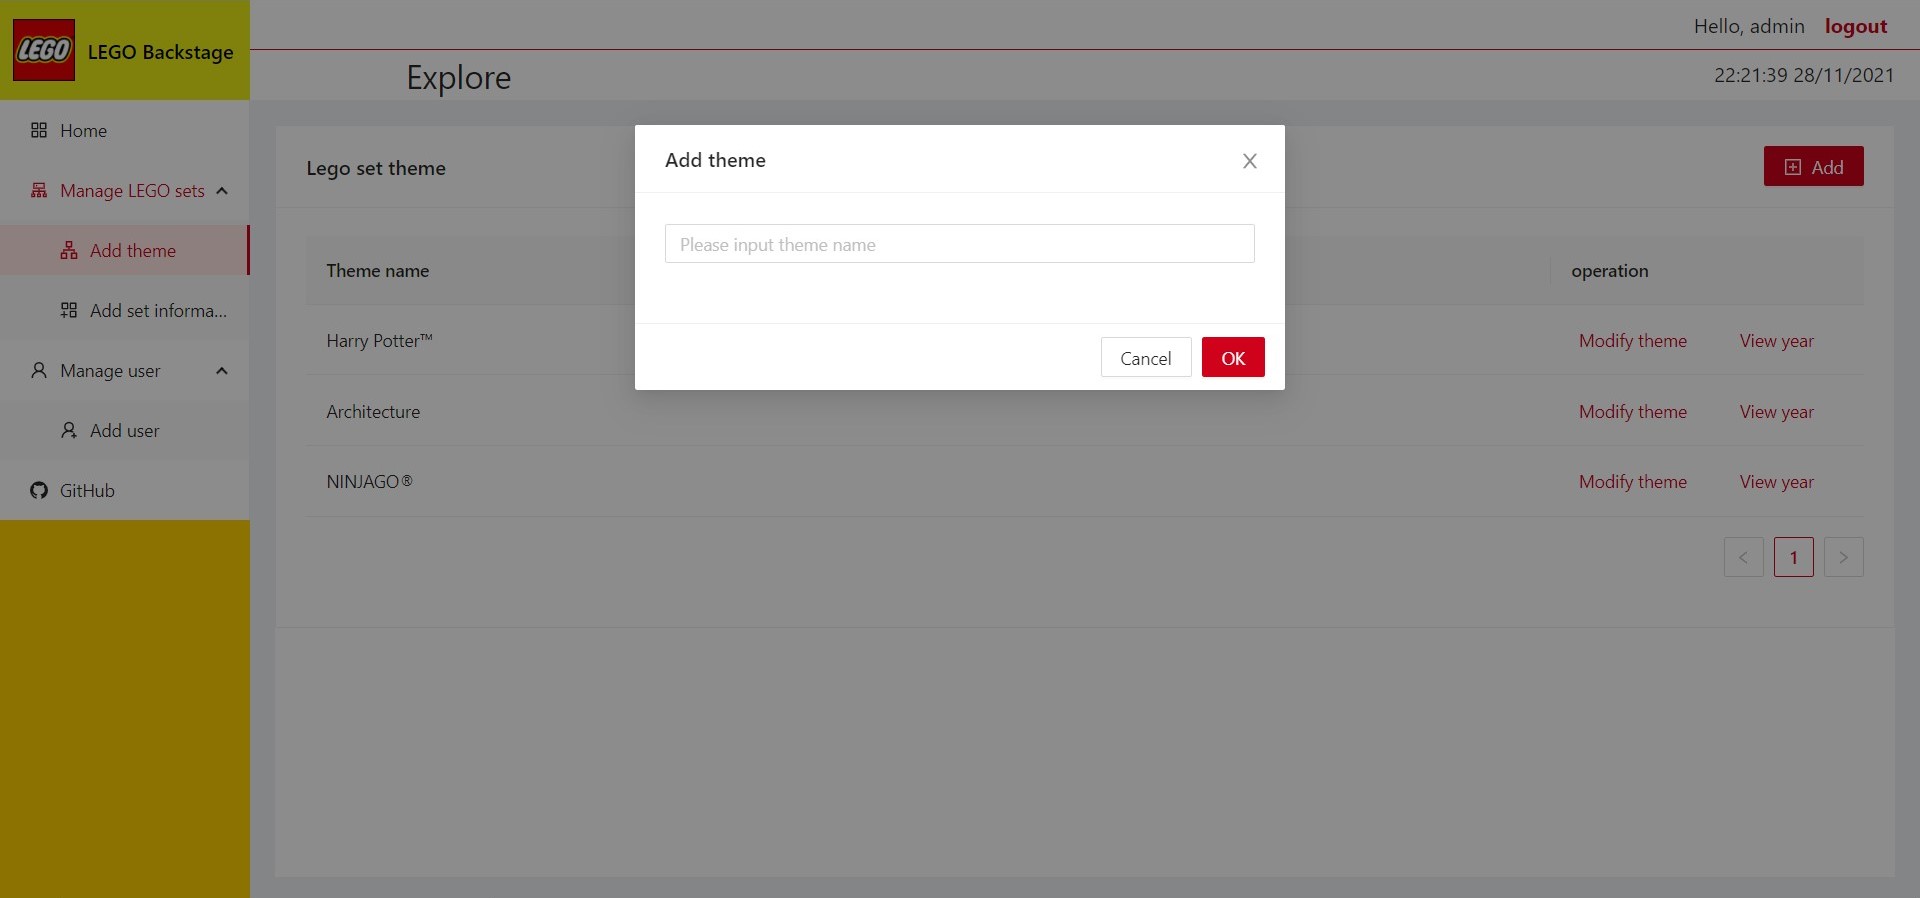 LEGO
LEGO Backstage
Hello, admin logout
Explore
22:21:39 28/11/2021
Home
Manage LEGO sets
Add theme
Add set informa...
Manage user
Add user
GitHub
Lego set theme
Add
Theme name operation
Harry Potter™ Modify theme View year
Architecture Modify theme View year
NINJAGO® Modify theme View year
< 1 >
Add theme
Please input theme name
Cancel OK